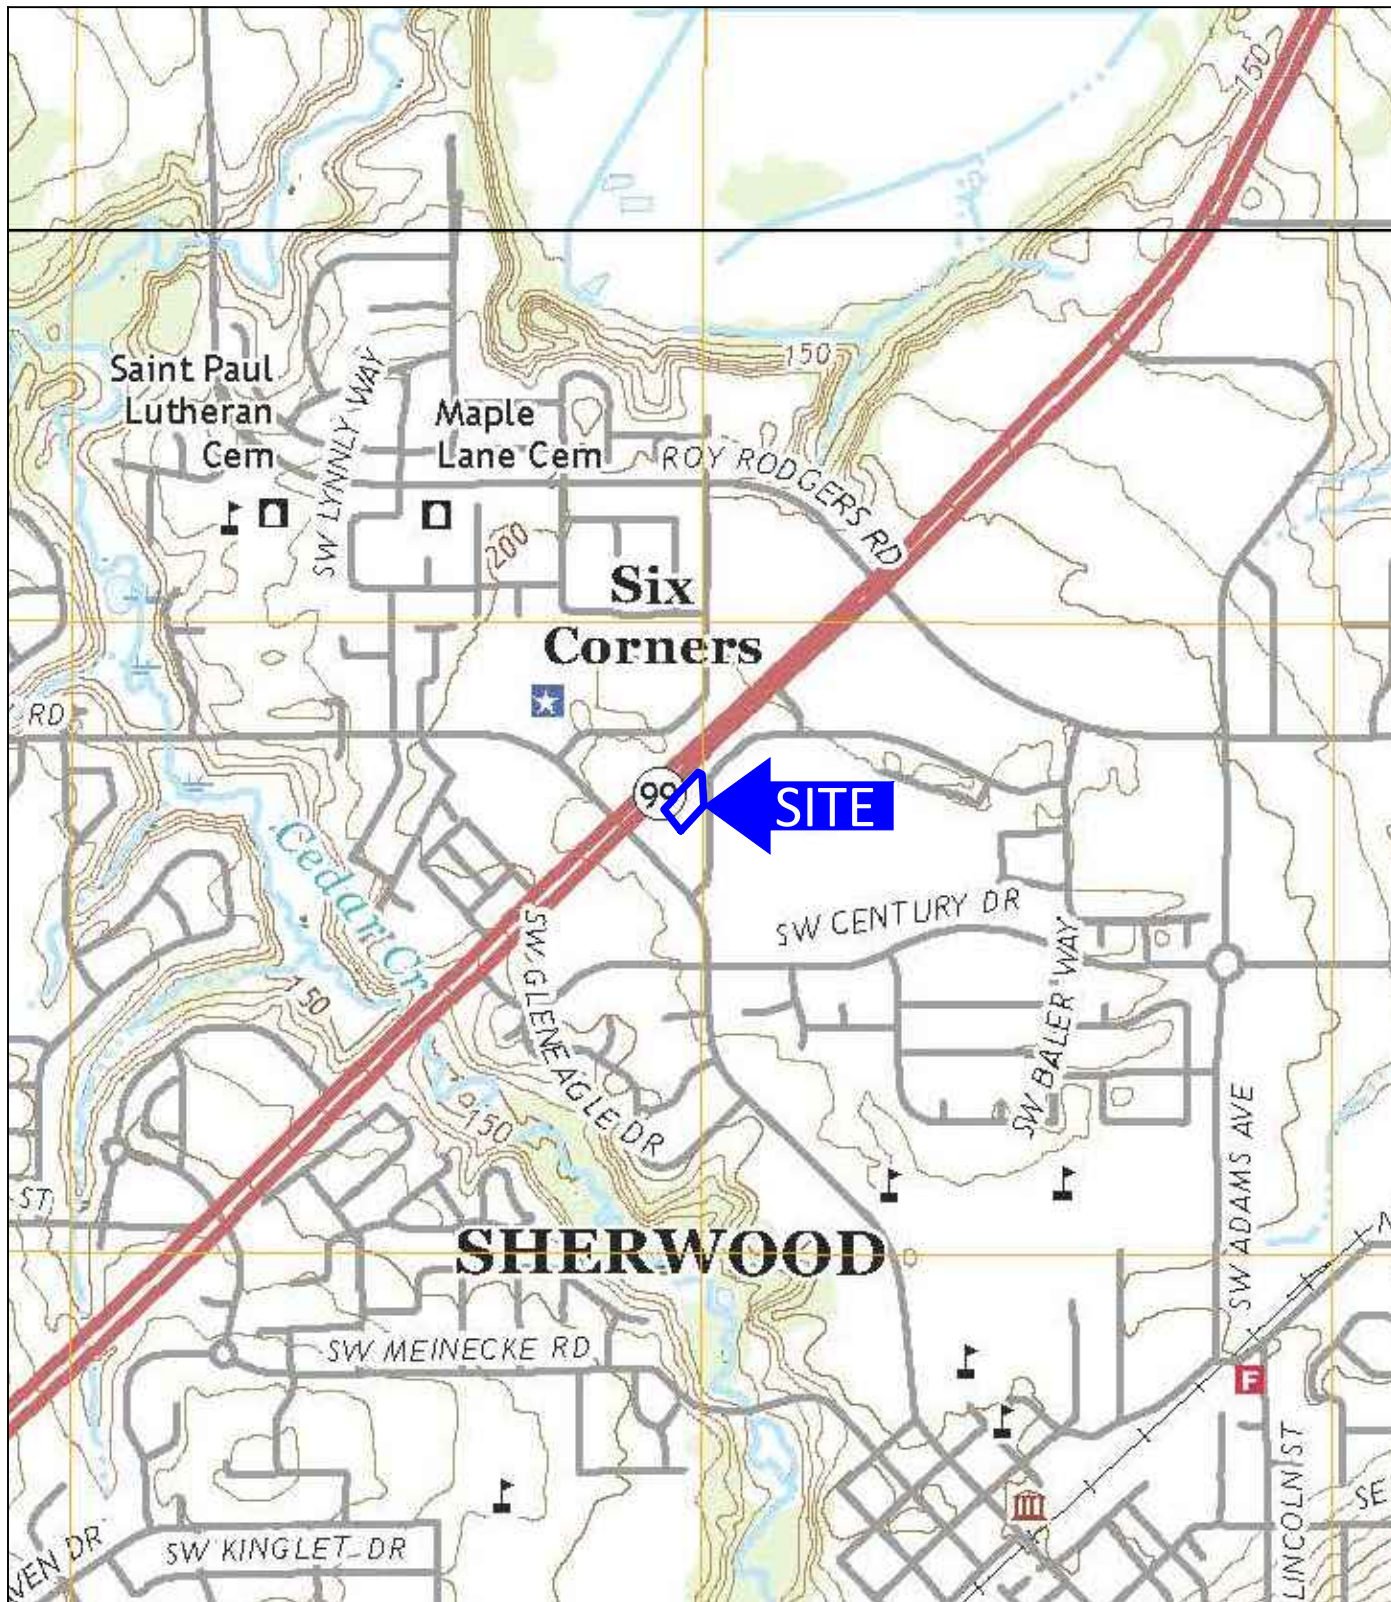 150
150
Saint Paul
Lutheran
Cem
SW LYNNLY WAY
Maple
Lane Cem
ROY RODGERS RD
200
Six
Corners
RD
99
SITE
Cedar Cr
SW GLENEAGLE DR
SW CENTURY DR
SW BALER WAY
150
150
ST
SW ADAMS AVE
SHERWOOD
N
SW MEINECKE RD
F
LINCOLN ST
SE
VEN DR
SW KINGLET DR